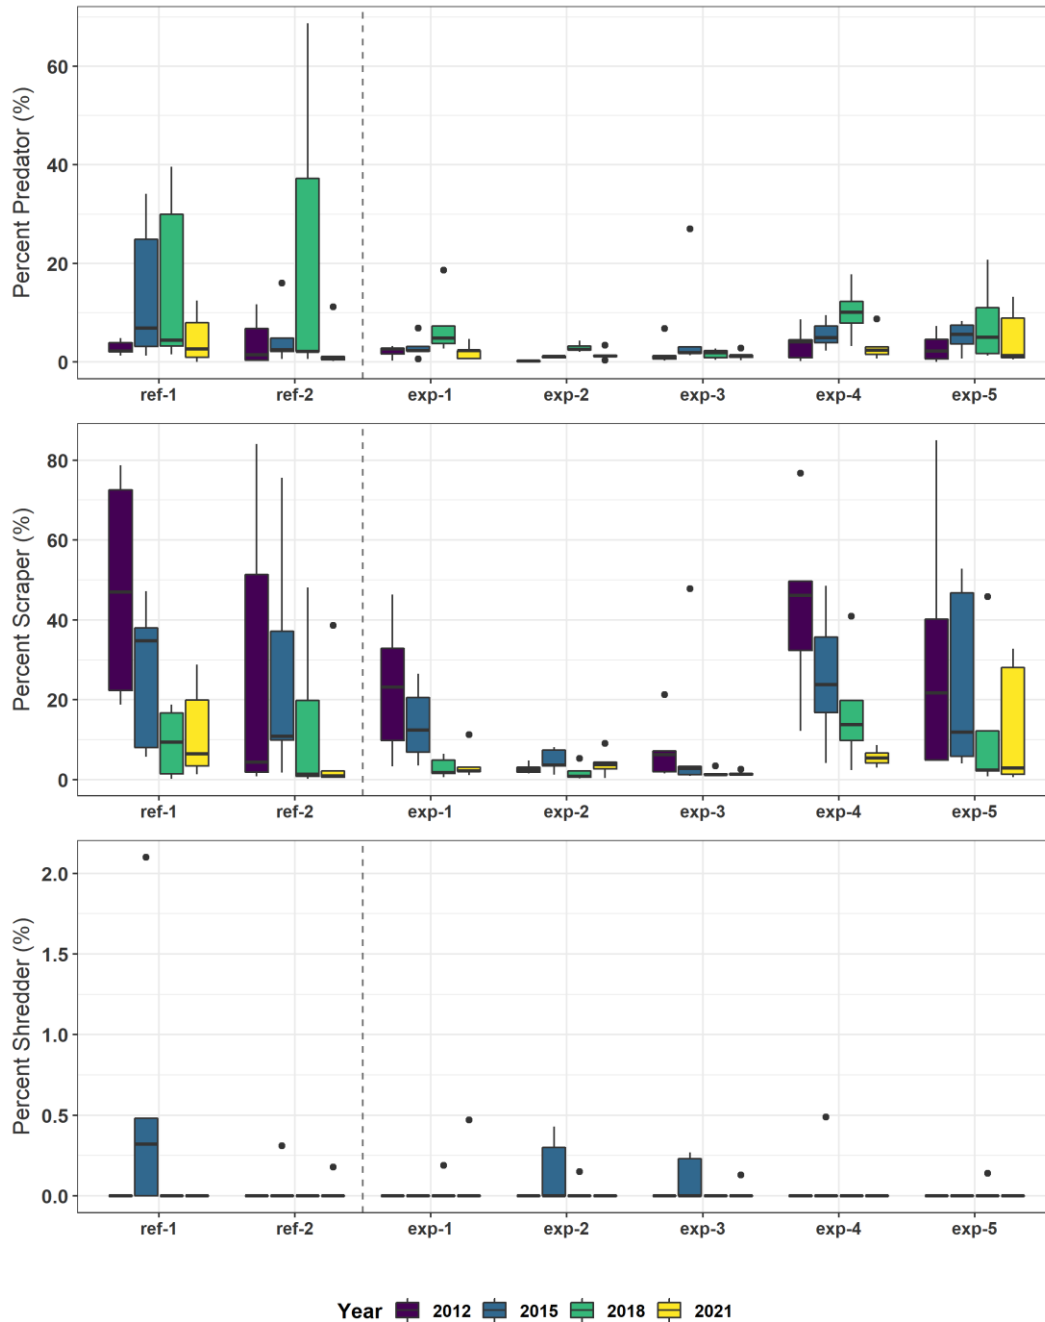 Percent Predator (%)
60
40
20
0
ref-1 ref-2 exp-1 exp-2 exp-3 exp-4 exp-5
Percent Scraper (%)
80
60
40
20
0
ref-1 ref-2 exp-1 exp-2 exp-3 exp-4 exp-5
Percent Shredder (%)
2.0
1.5
1.0
0.5
0.0
ref-1 ref-2 exp-1 exp-2 exp-3 exp-4 exp-5
Year 2012 2015 2018 2021